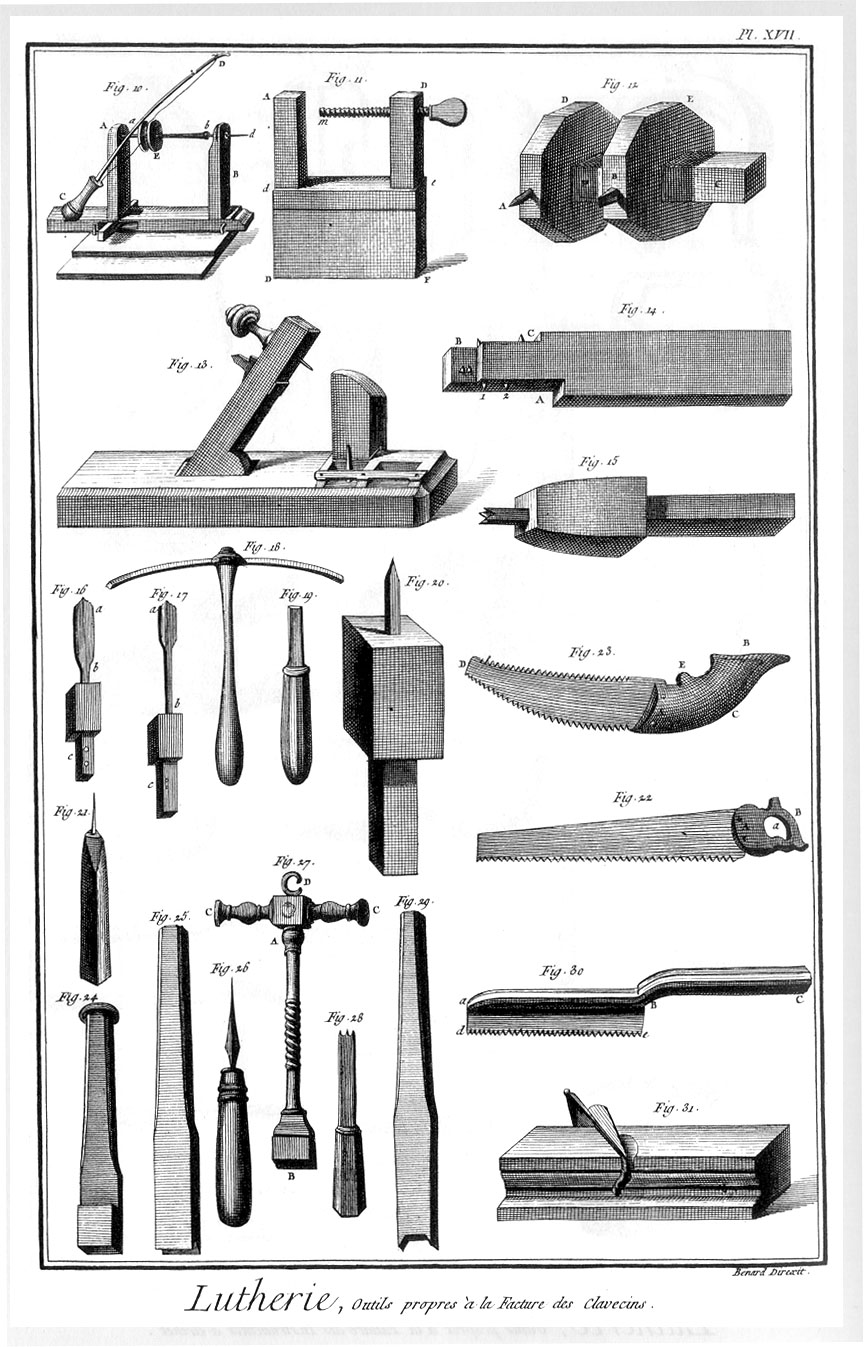 Pl. XVII.
Fig. 10. Fig. 11. Fig. 12
D A D D E
A a b d m
E B A B C
C d e
D F
Fig. 13. Fig. 14.
B A C
1 2 A
Fig. 15
Fig. 16 Fig. 17 Fig. 18. Fig. 19. Fig. 20.
a a
b b
c c
Fig. 23.
D E B C
Fig. 21. Fig. 22
A a B
Fig. 27.
D
C C
A
B
Fig. 24 Fig. 25. Fig. 26 Fig. 28 Fig. 29.
Fig. 30
a B C
d e
Fig. 31.
Benard Direxit.
Lutherie, Outils propres à la Facture des Clavecins.